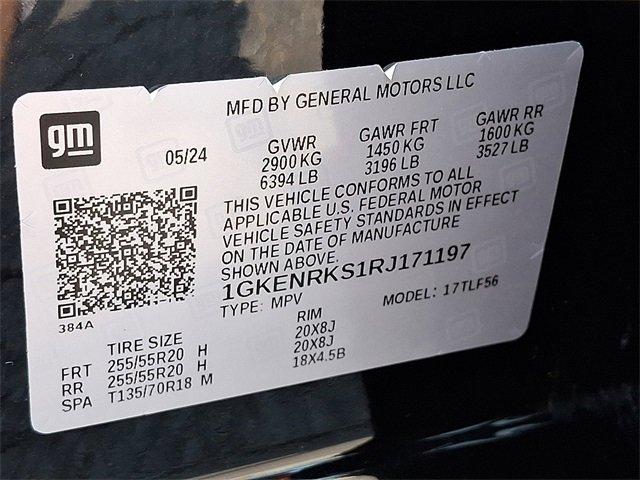 MFD BY GENERAL MOTORS LLC
gm
05/24
GVWR
2900 KG
6394 LB
GAWR FRT
1450 KG
3196 LB
GAWR RR
1600 KG
3527 LB
THIS VEHICLE CONFORMS TO ALL
APPLICABLE U.S. FEDERAL MOTOR
VEHICLE SAFETY STANDARDS IN EFFECT
ON THE DATE OF MANUFACTURE
SHOWN ABOVE.
1GKENRKS1RJ171197
TYPE: MPV MODEL: 17TLF56
384A
TIRE SIZE RIM
FRT 255/55R20 H 20X8J
RR 255/55R20 H 20X8J
SPA T135/70R18 M 18X4.5B